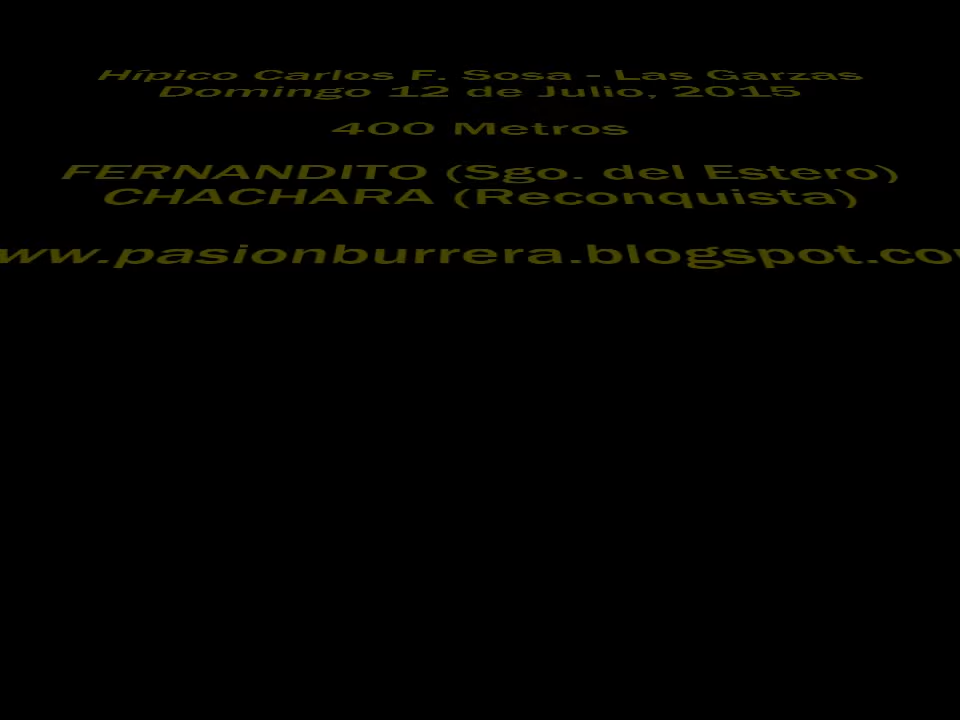 Hípico Carlos F. Sosa - Las Garzas
Domingo 12 de Julio, 2015
400 Metros
FERNANDITO (Sgo. del Estero)
CHACHARA (Reconquista)
ww.pasionburrera.blogspot.co